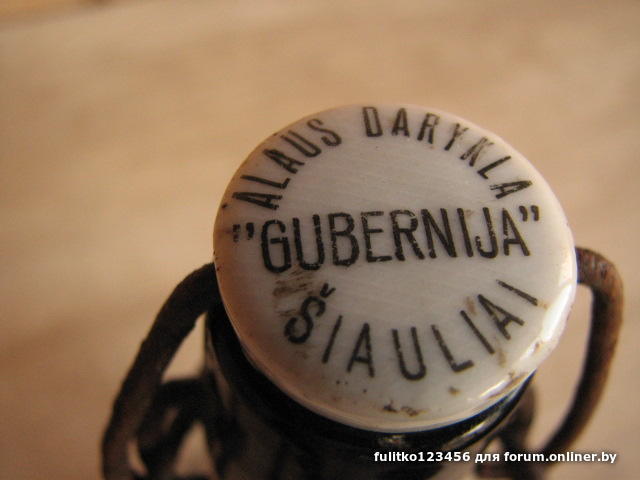 ALAUS DARYKLA
"GUBERNIJA"
ŠIAULIAI
fulitko123456 для forum.onliner.by